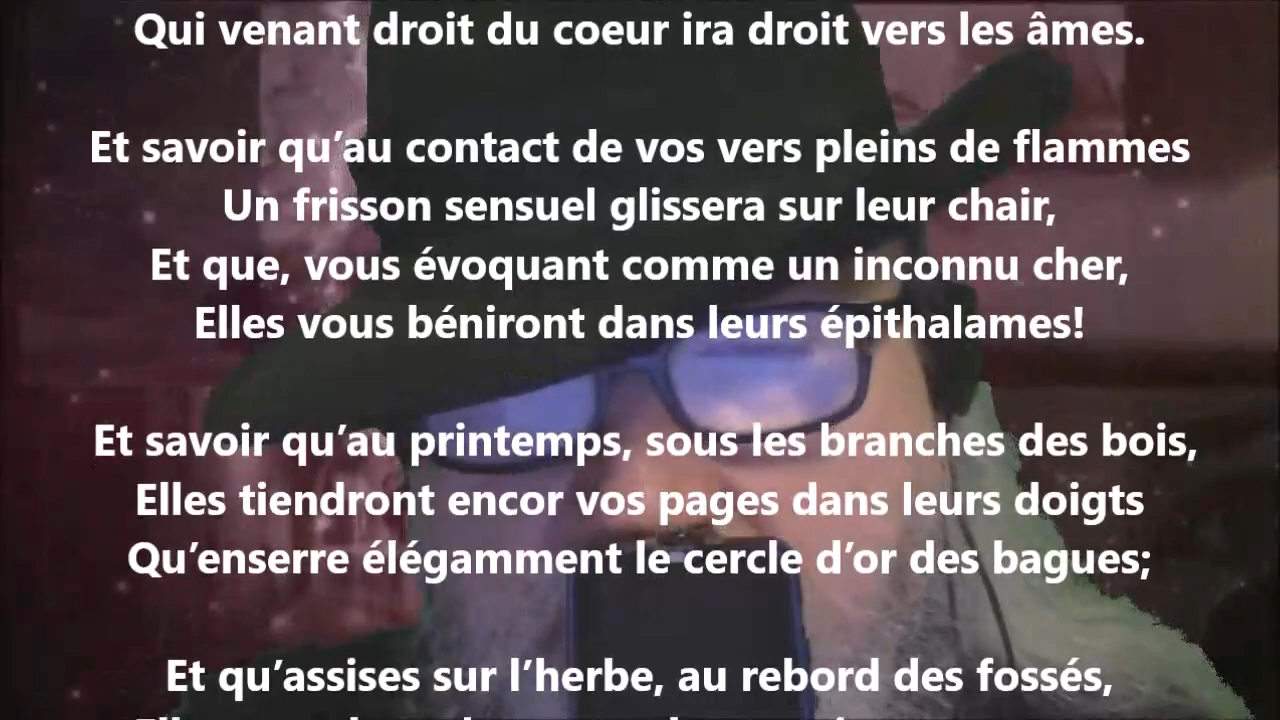 Qui venant droit du coeur ira droit vers les âmes.
Et savoir qu’au contact de vos vers pleins de flammes
Un frisson sensuel glissera sur leur chair,
Et que, vous évoquant comme un inconnu cher,
Elles vous béniront dans leurs épithalames!
Et savoir qu’au printemps, sous les branches des bois,
Elles tiendront encor vos pages dans leurs doigts
Qu’enserre élégamment le cercle d’or des bagues;
Et qu’assises sur l’herbe, au rebord des fossés,